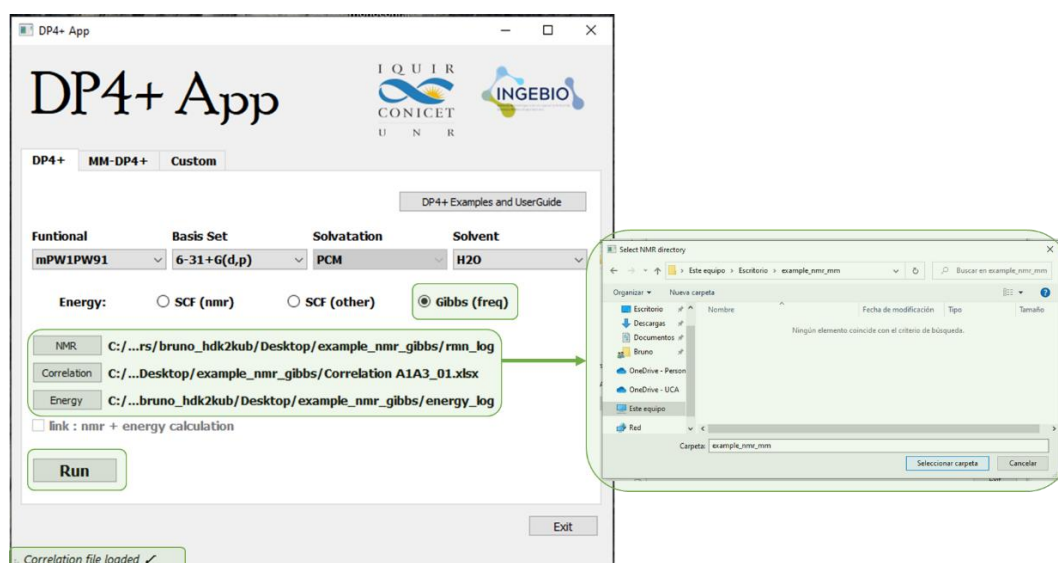 DP4+ App
DP4+ App
I Q U I R
CONICET
U N R
INGEBIO
DP4+
MM-DP4+
Custom
DP4+ Examples and UserGuide
Funtional
Basis Set
Solvatation
Solvent
mPW1PW91
6-31+G(d,p)
PCM
H2O
Energy:
SCF (nmr)
SCF (other)
Gibbs (freq)
NMR
C:/...rs/bruno_hdk2kub/Desktop/example_nmr_gibbs/rmn_log
Correlation
C:/...Desktop/example_nmr_gibbs/Correlation A1A3_01.xlsx
Energy
C:/...bruno_hdk2kub/Desktop/example_nmr_gibbs/energy_log
link : nmr + energy calculation
Run
Exit
Correlation file loaded ✓
Select NMR directory
Este equipo > Escritorio > example_nmr_mm
Buscar en example_nmr_mm
Organizar
Nueva carpeta
Escritorio
Descargas
Documentos
Bruno
OneDrive - Person
OneDrive - UCA
Este equipo
Red
Nombre
Fecha de modificación
Tipo
Tamaño
Ningún elemento coincide con el criterio de búsqueda.
Carpeta:
example_nmr_mm
Seleccionar carpeta
Cancelar